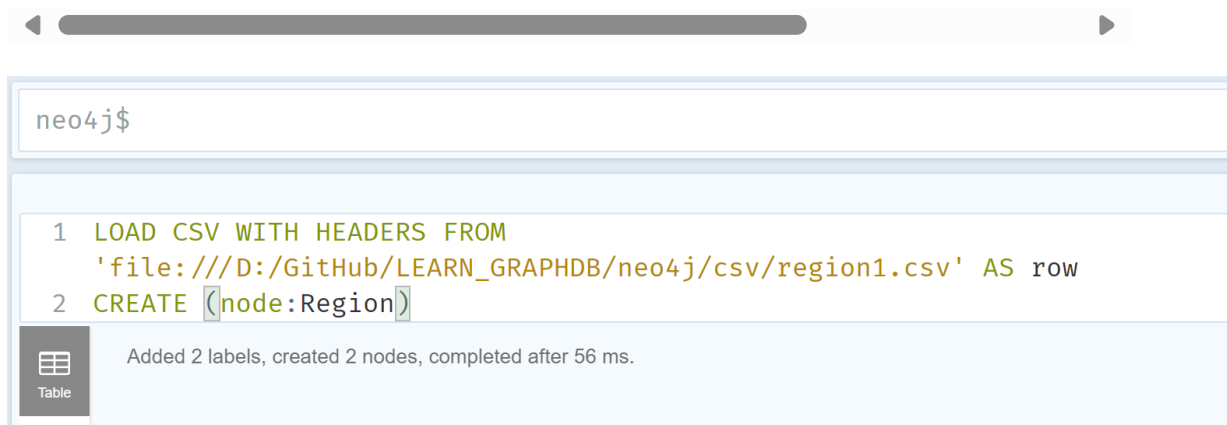 neo4j$
1 LOAD CSV WITH HEADERS FROM
'file:///D:/GitHub/LEARN_GRAPHDB/neo4j/csv/region1.csv' AS row
2 CREATE (node:Region)
Added 2 labels, created 2 nodes, completed after 56 ms.
Table